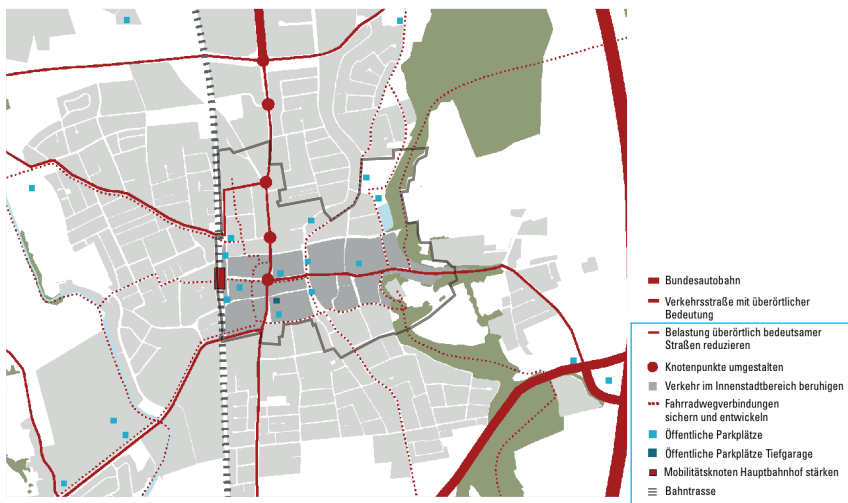 Bundesautobahn
Verkehrsstraße mit überörtlicher
Bedeutung
Belastung überörtlich bedeutsamer
Straßen reduzieren
Knotenpunkte umgestalten
Verkehr im Innenstadtbereich beruhigen
Fahrradwegverbindungen
sichern und entwickeln
Öffentliche Parkplätze
Öffentliche Parkplätze Tiefgarage
Mobilitätsknoten Hauptbahnhof stärken
Bahntrasse